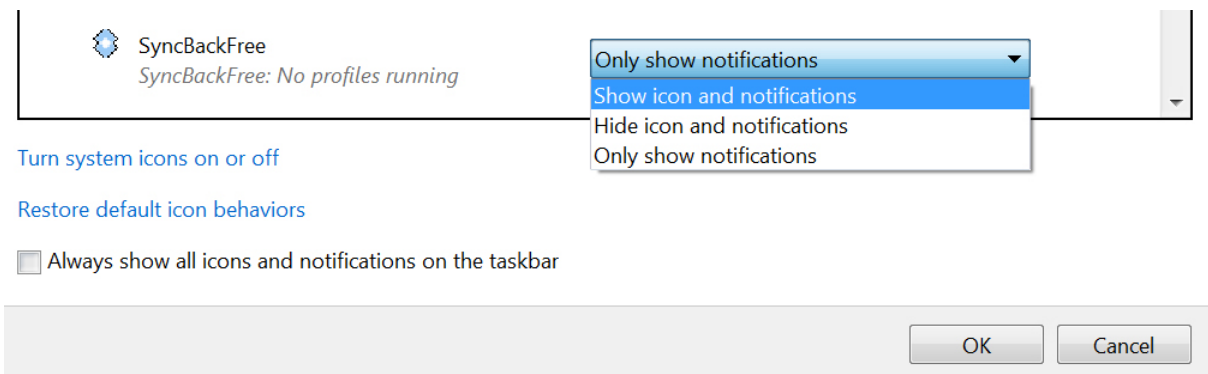 SyncBackFree
SyncBackFree: No profiles running
Only show notifications
Show icon and notifications
Hide icon and notifications
Only show notifications
Turn system icons on or off
Restore default icon behaviors
Always show all icons and notifications on the taskbar
OK
Cancel